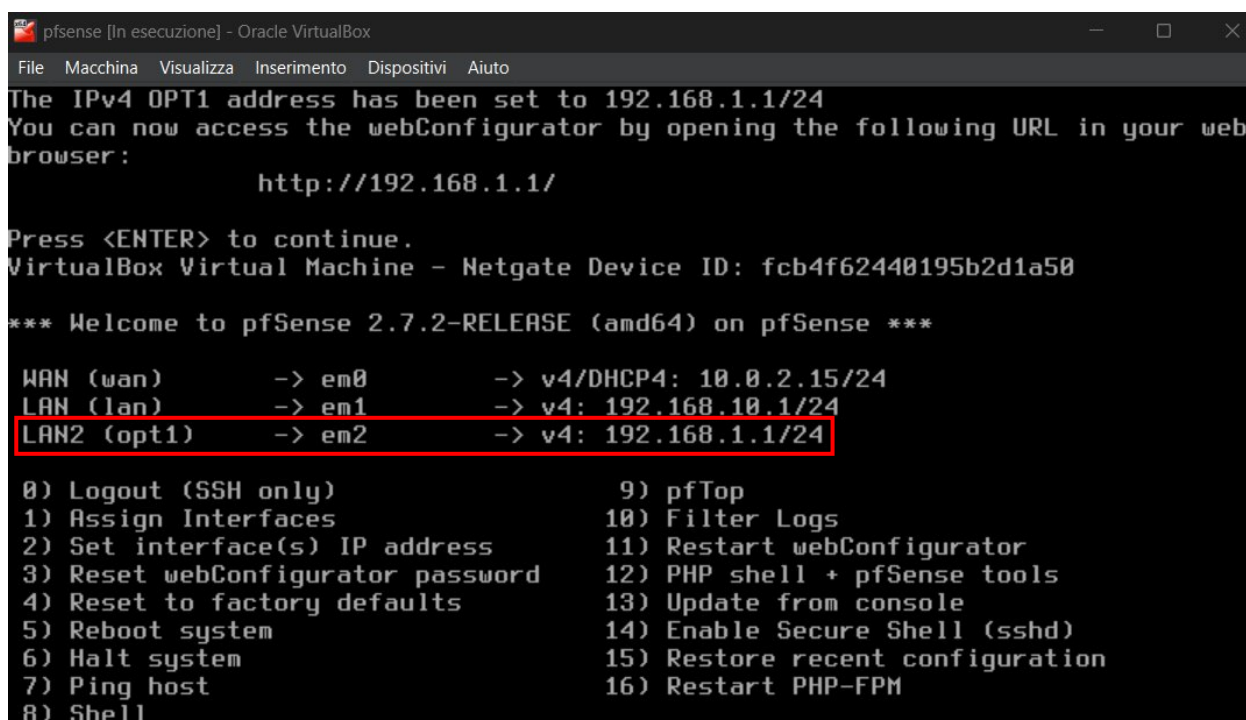 pfsense [In esecuzione] - Oracle VirtualBox
File Macchina Visualizza Inserimento Dispositivi Aiuto
The IPv4 OPT1 address has been set to 192.168.1.1/24
You can now access the webConfigurator by opening the following URL in your web
browser:
http://192.168.1.1/
Press <ENTER> to continue.
VirtualBox Virtual Machine - Netgate Device ID: fcb4f62440195b2d1a50
*** Welcome to pfSense 2.7.2-RELEASE (amd64) on pfSense ***
WAN (wan) -> em0 -> v4/DHCP4: 10.0.2.15/24
LAN (lan) -> em1 -> v4: 192.168.10.1/24
LAN2 (opt1) -> em2 -> v4: 192.168.1.1/24
0) Logout (SSH only) 9) pfTop
1) Assign Interfaces 10) Filter Logs
2) Set interface(s) IP address 11) Restart webConfigurator
3) Reset webConfigurator password 12) PHP shell + pfSense tools
4) Reset to factory defaults 13) Update from console
5) Reboot system 14) Enable Secure Shell (sshd)
6) Halt system 15) Restore recent configuration
7) Ping host 16) Restart PHP-FPM
8) Shell